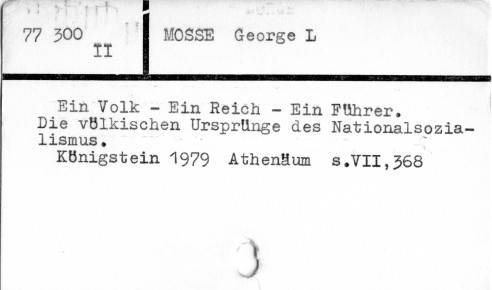 77 300 MOSSE George L
II
Ein Volk - Ein Reich - Ein Führer.
Die völkischen Ursprünge des Nationalsozia-
lismus.
Königstein 1979 Athenäum s.VII,368